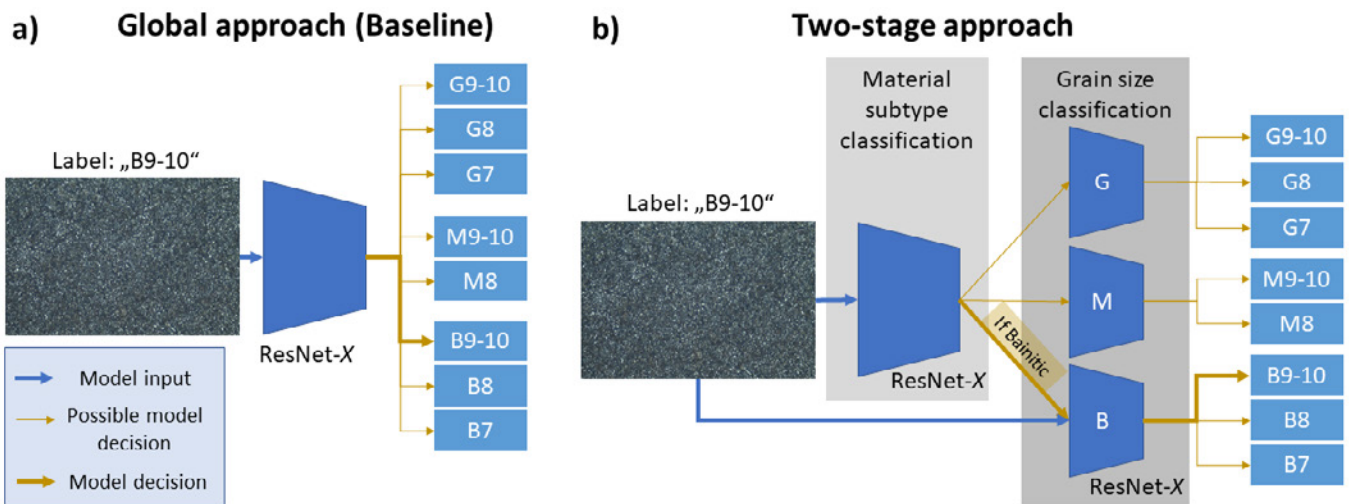 a) Global approach (Baseline)
Label: „B9-10“
ResNet-X
G9-10
G8
G7
M9-10
M8
B9-10
B8
B7
Model input
Possible model
decision
Model decision
b) Two-stage approach
Material
subtype
classification
Grain size
classification
Label: „B9-10“
ResNet-X
If Bainitic
G
M
B
ResNet-X
G9-10
G8
G7
M9-10
M8
B9-10
B8
B7